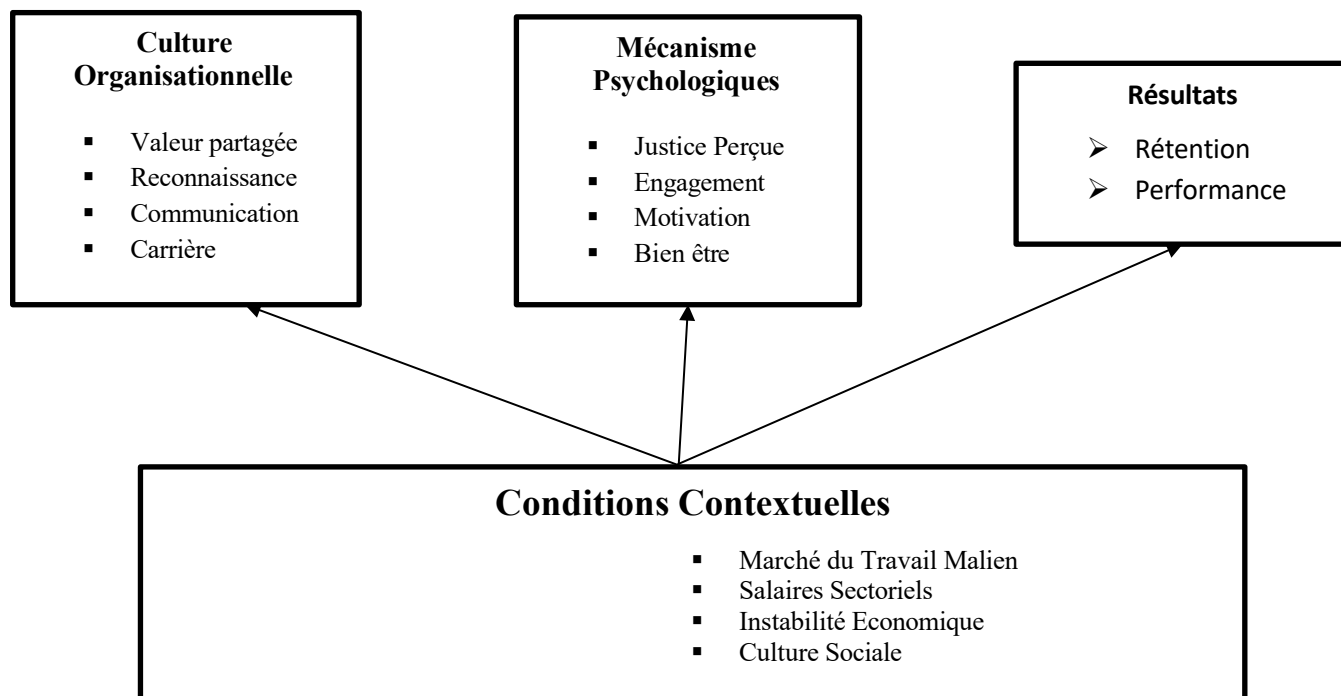 Culture
Organisationnelle
▪ Valeur partagée
▪ Reconnaissance
▪ Communication
▪ Carrière
Mécanisme
Psychologiques
▪ Justice Perçue
▪ Engagement
▪ Motivation
▪ Bien être
Résultats
➢ Rétention
➢ Performance
Conditions Contextuelles
▪ Marché du Travail Malien
▪ Salaires Sectoriels
▪ Instabilité Economique
▪ Culture Sociale